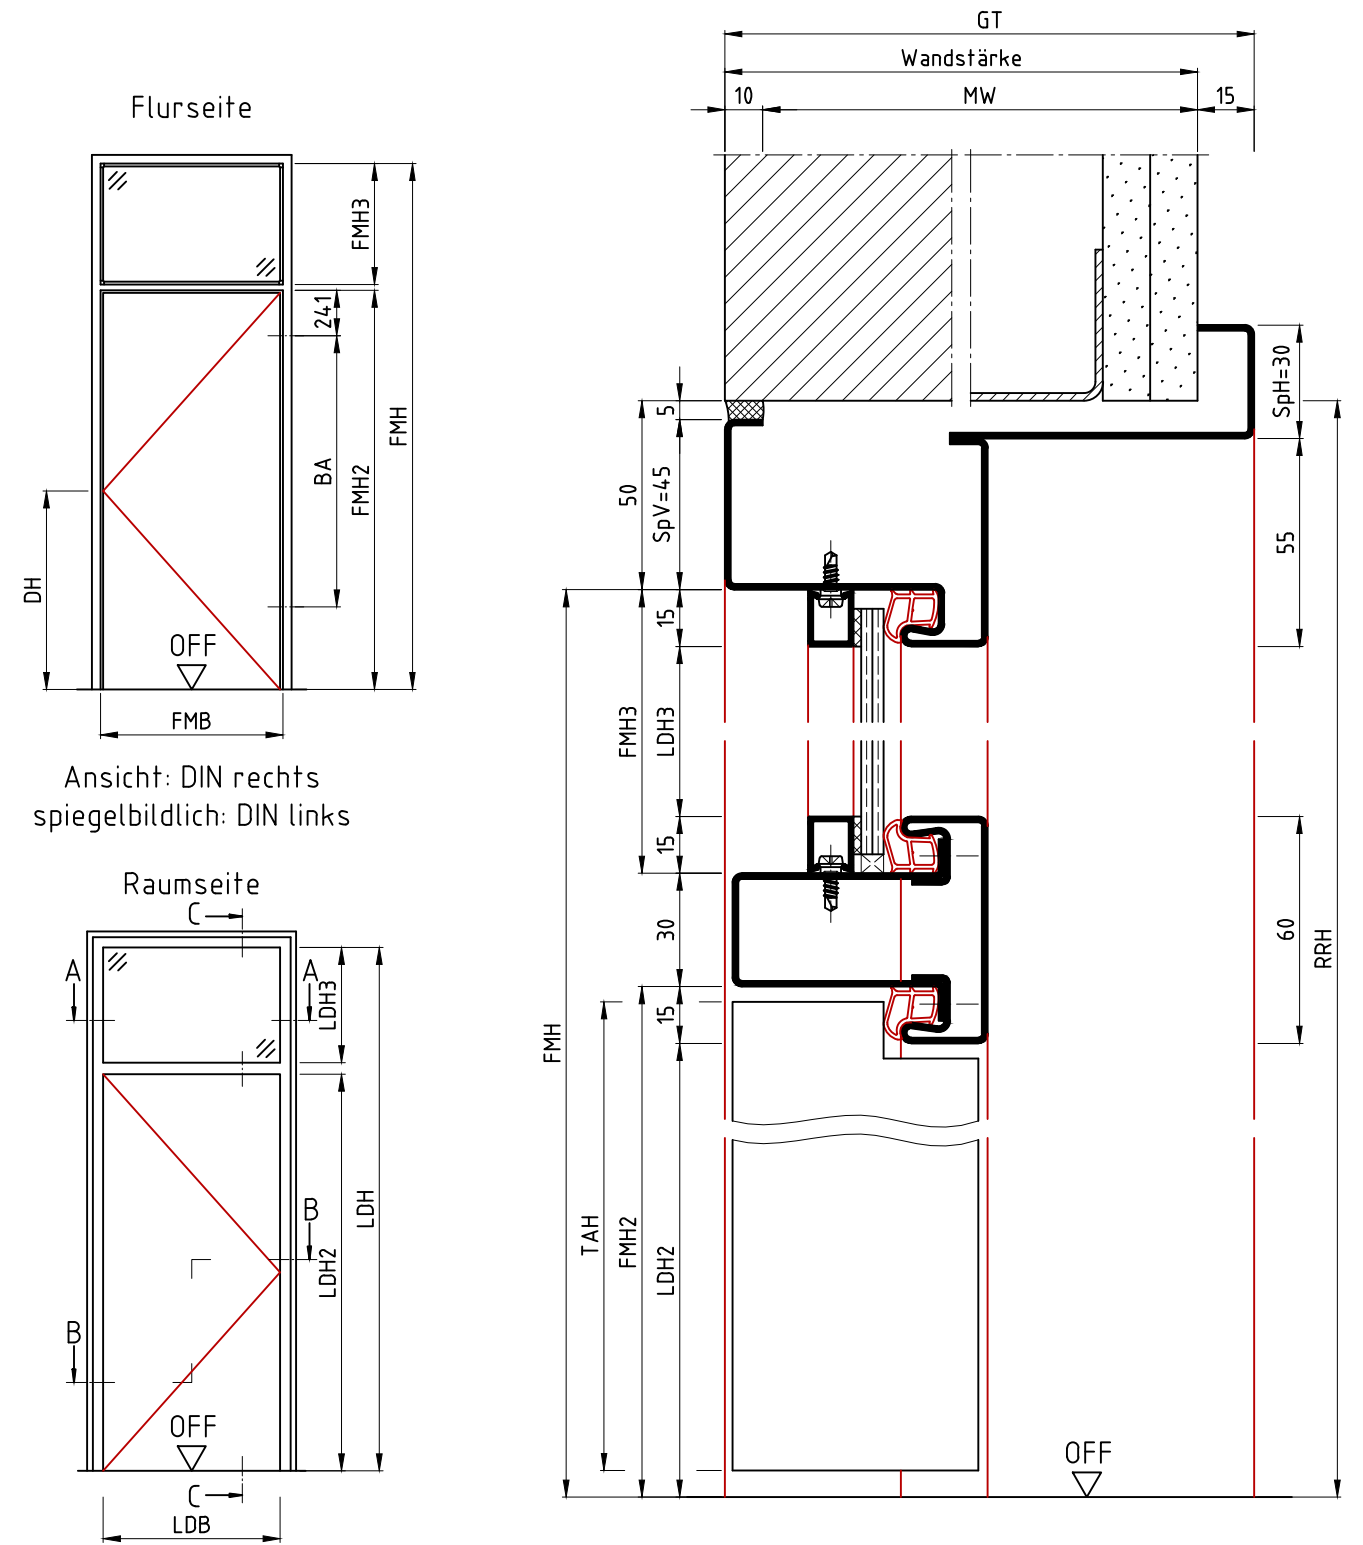 Flurseite
FMH3
241
FMH
BA
FMH2
DH
OFF
FMB
Ansicht: DIN rechts
spiegelbildlich: DIN links
Raumseite
C
A
A
LDH3
LDH
B
LDH2
B
OFF
C
LDB
GT
Wandstärke
10
MW
15
5
SpH=30
50
SpV=45
55
15
FMH3
LDH3
15
30
60
RRH
15
FMH
TAH
FMH2
LDH2
OFF